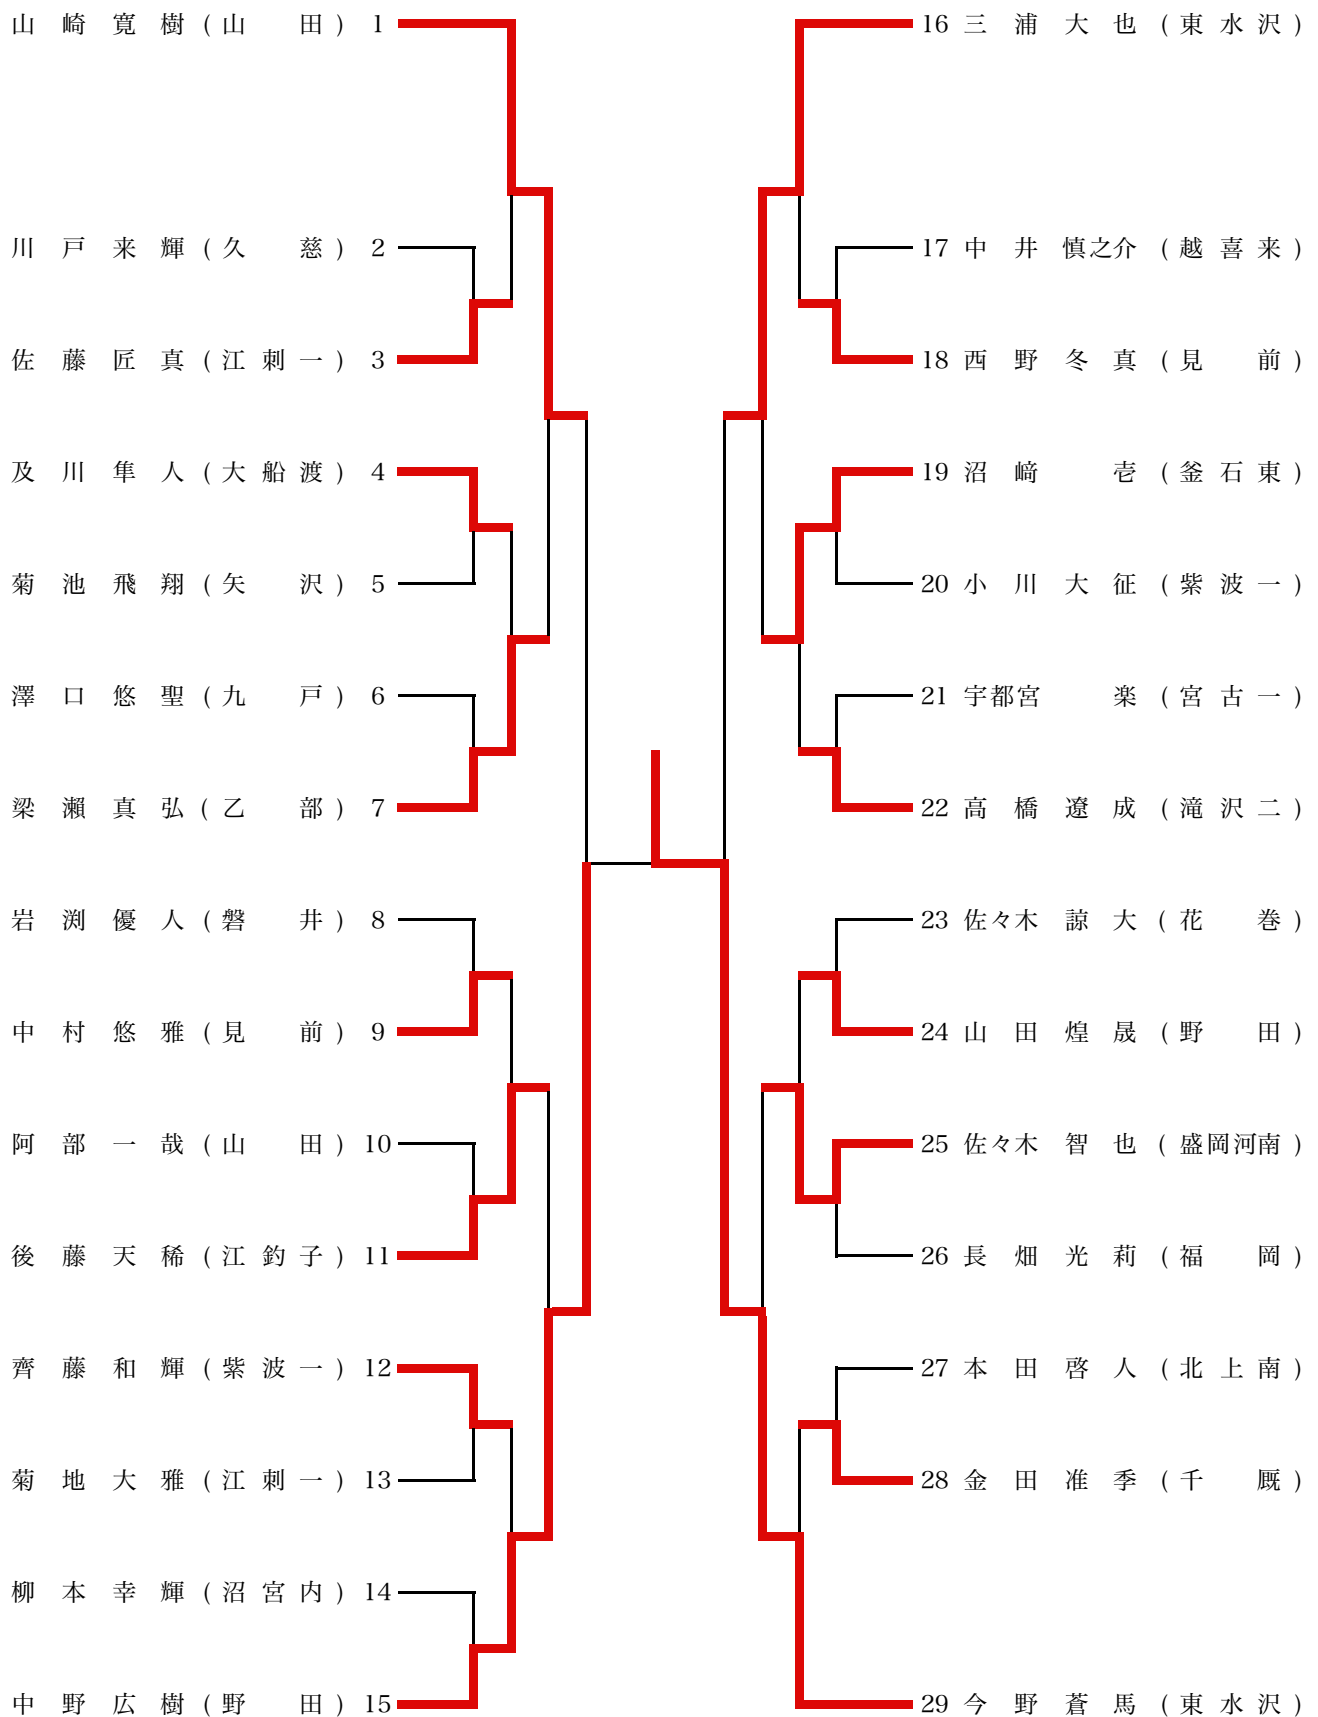 山崎寛樹(山田) 1
川戸来輝(久慈) 2
佐藤匠真(江刺一) 3
及川隼人(大船渡) 4
菊池飛翔(矢沢) 5
澤口悠聖(九戸) 6
梁瀬真弘(乙部) 7
岩渕優人(磐井) 8
中村悠雅(見前) 9
阿部一哉(山田) 10
後藤天稀(江釣子) 11
齊藤和輝(紫波一) 12
菊地大雅(江刺一) 13
柳本幸輝(沼宮内) 14
中野広樹(野田) 15
16 三浦大也(東水沢)
17 中井慎之介(越喜来)
18 西野冬真(見前)
19 沼﨑壱(釜石東)
20 小川大征(紫波一)
21 宇都宮楽(宮古一)
22 高橋遼成(滝沢二)
23 佐々木諒大(花巻)
24 山田煌晟(野田)
25 佐々木智也(盛岡河南)
26 長畑光莉(福岡)
27 本田啓人(北上南)
28 金田准季(千厩)
29 今野蒼馬(東水沢)